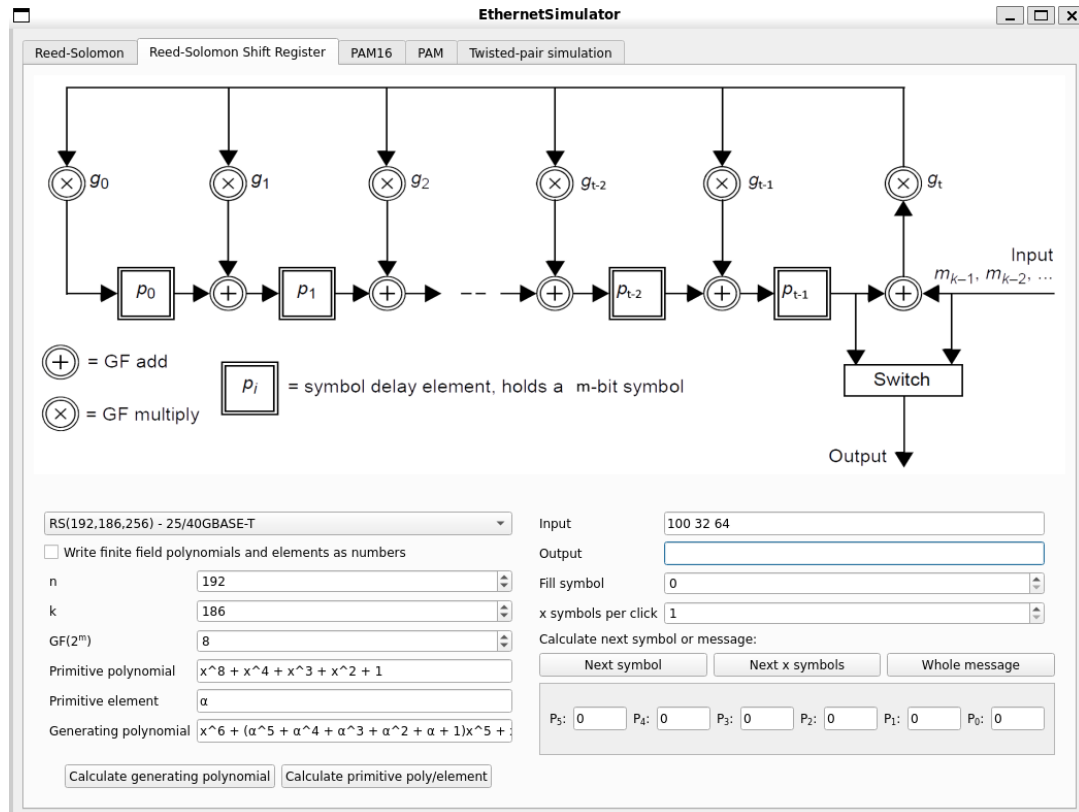 EthernetSimulator
Reed-Solomon Reed-Solomon Shift Register PAM16 PAM Twisted-pair simulation
g0 g1 g2 gt-2 gt-1 gt
Input
mk−1, mk−2, ...
p0 p1 -- pt-2 pt-1
= GF add
pi = symbol delay element, holds a m-bit symbol
= GF multiply
Switch
Output
RS(192,186,256) - 25/40GBASE-T
Write finite field polynomials and elements as numbers
n 192
k 186
GF(2^m) 8
Primitive polynomial x^8 + x^4 + x^3 + x^2 + 1
Primitive element α
Generating polynomial x^6 + (α^5 + α^4 + α^3 + α^2 + α + 1)x^5 +
Calculate generating polynomial Calculate primitive poly/element
Input 100 32 64
Output
Fill symbol 0
x symbols per click 1
Calculate next symbol or message:
Next symbol Next x symbols Whole message
P5: 0 P4: 0 P3: 0 P2: 0 P1: 0 P0: 0